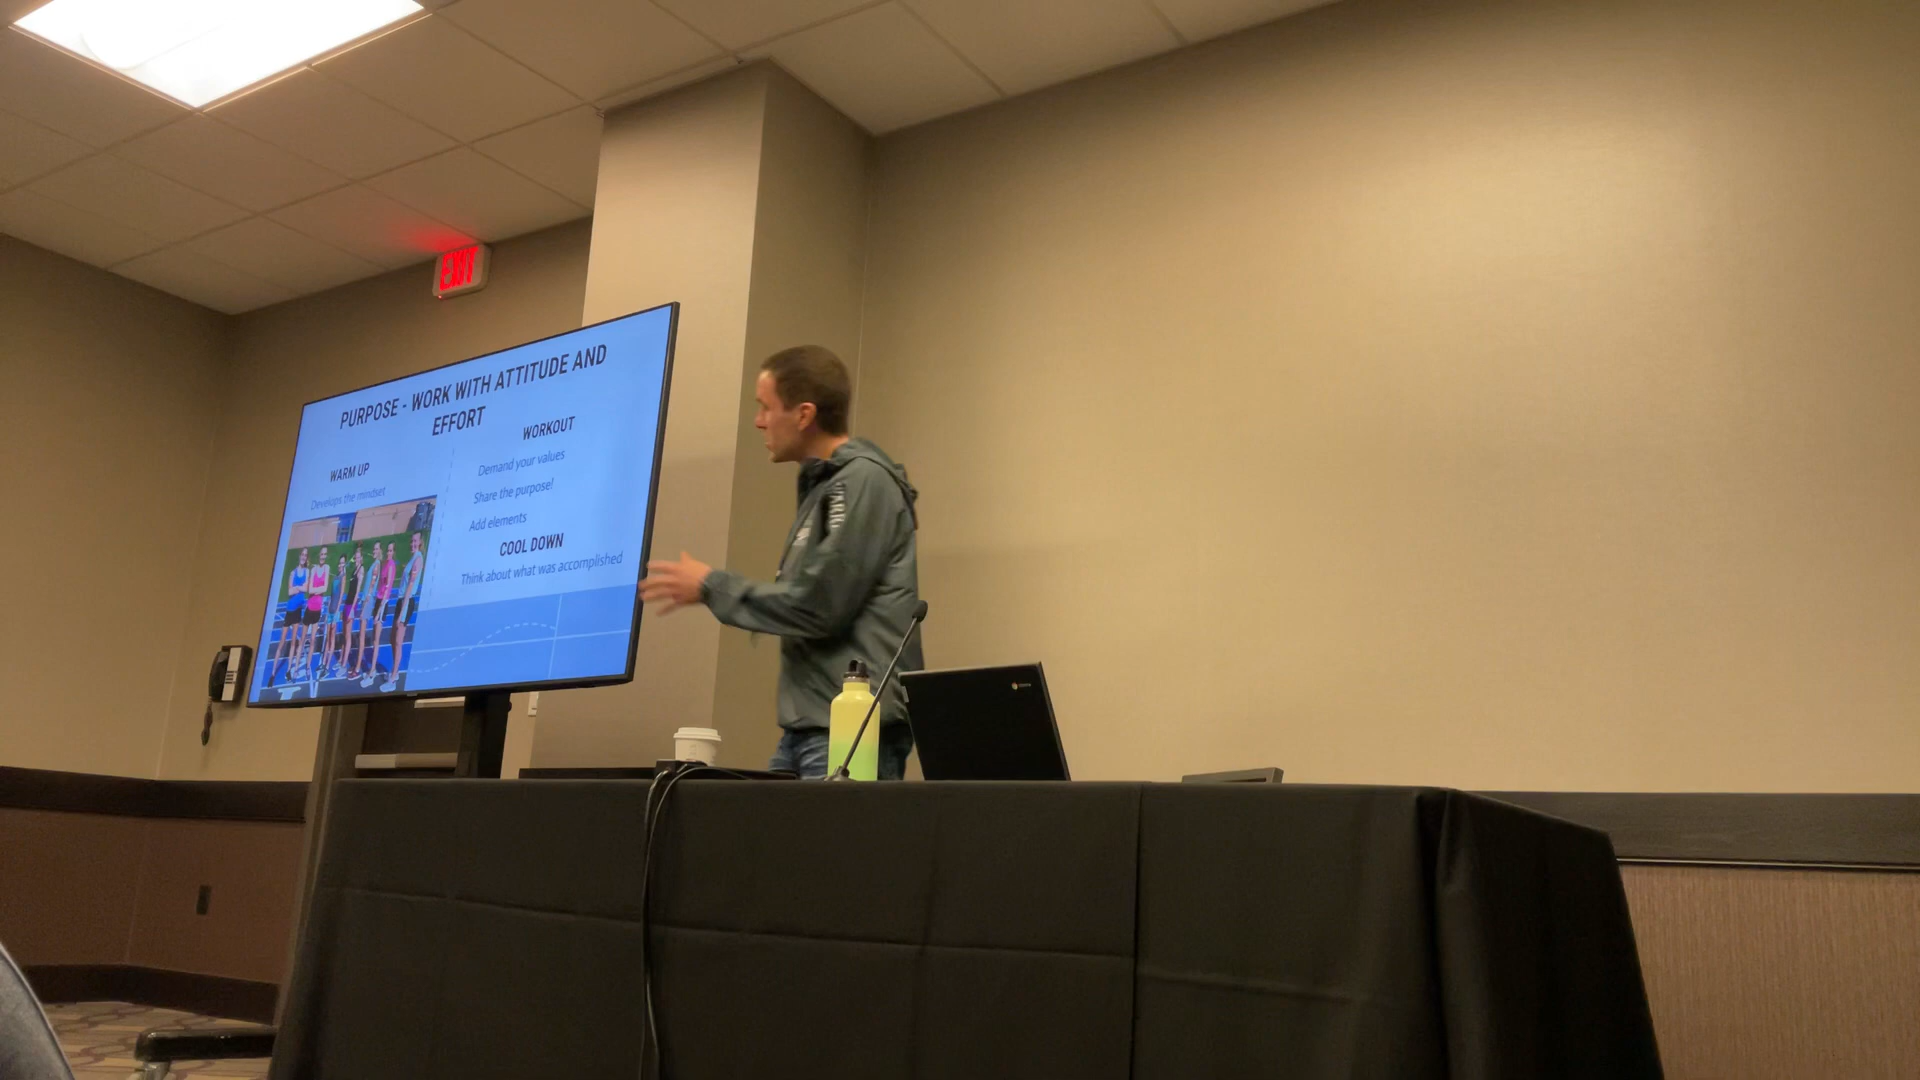 EXIT
PURPOSE - WORK WITH ATTITUDE AND
EFFORT
WARM UP
Develops the mindset
WORKOUT
Demand your values
Share the purpose!
Add elements
COOL DOWN
Think about what was accomplished